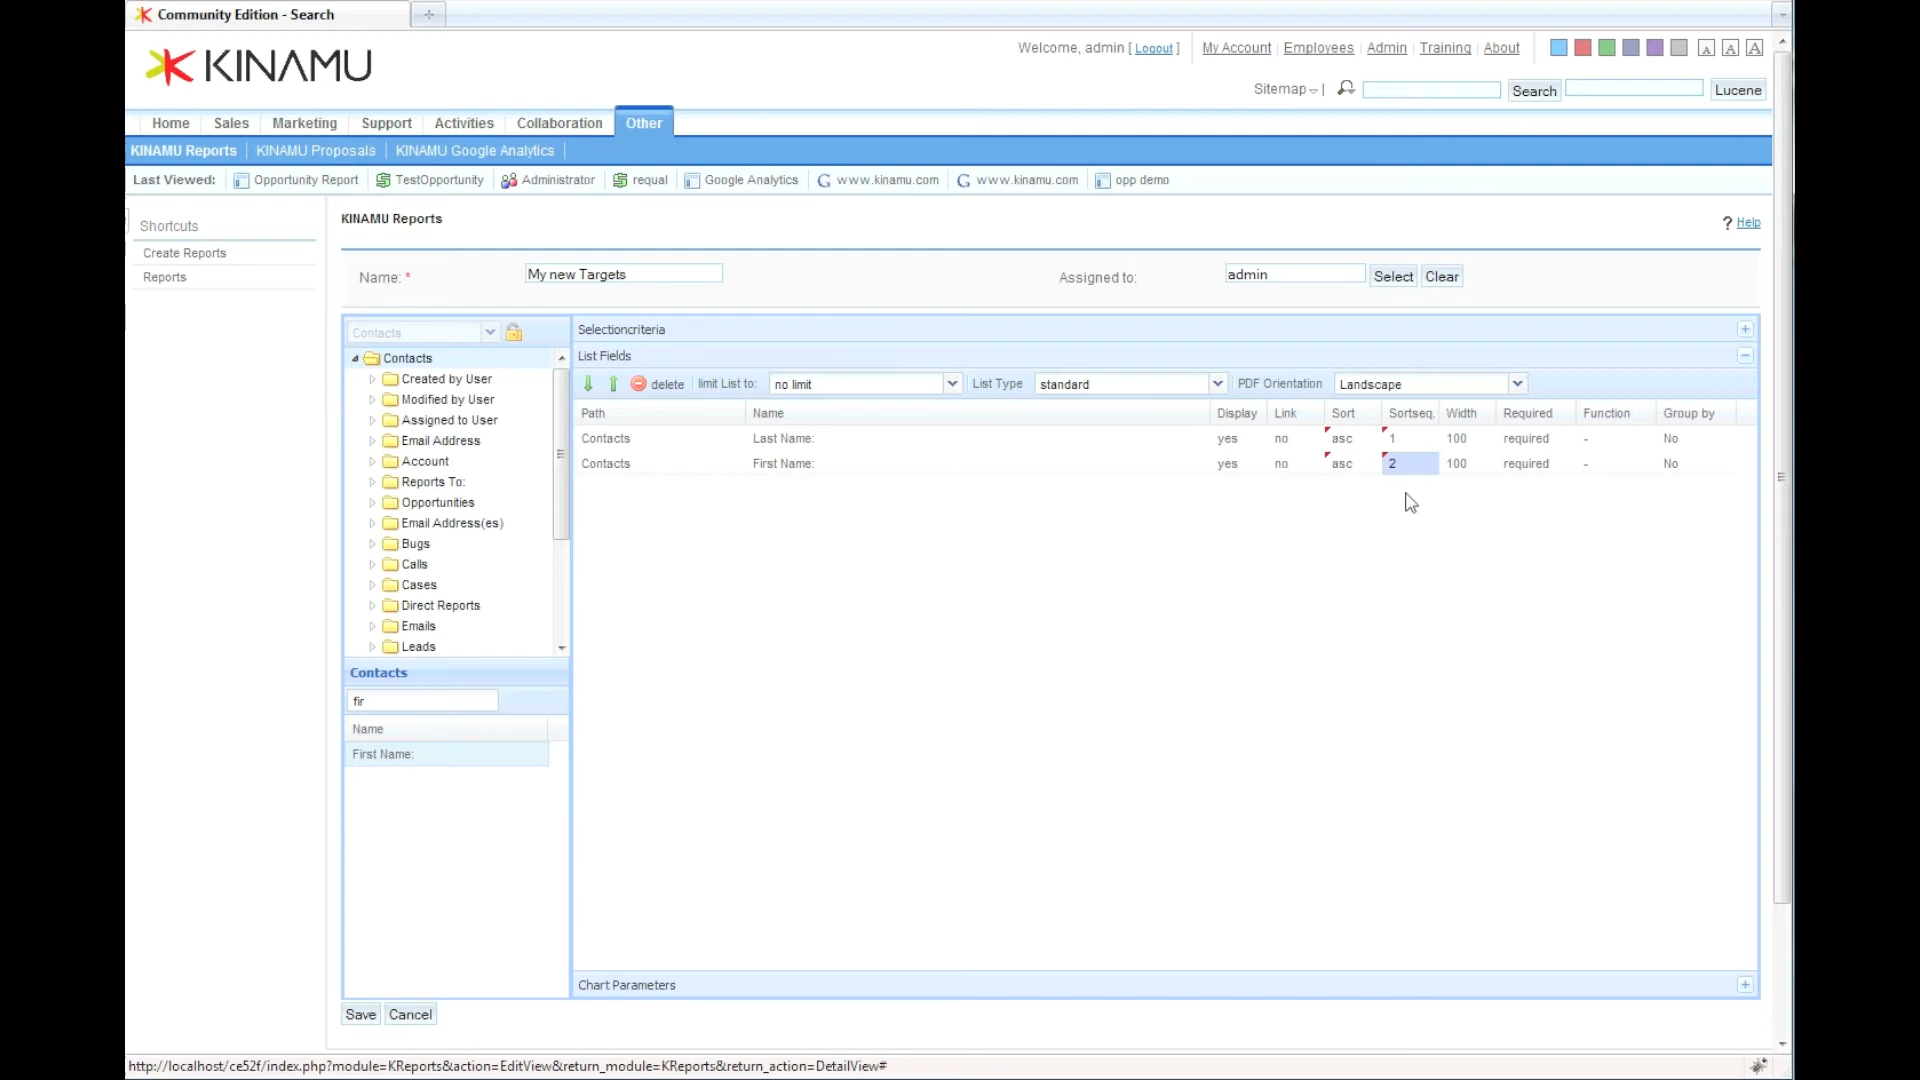 Community Edition - Search
KINAMU
Welcome, admin [ Logout ] My Account Employees Admin Training About A A A
Sitemap Search Lucene
Home Sales Marketing Support Activities Collaboration Other
KINAMU Reports KINAMU Proposals KINAMU Google Analytics
Last Viewed: Opportunity Report TestOpportunity Administrator requal Google Analytics www.kinamu.com www.kinamu.com opp demo
Shortcuts
Create Reports
Reports
KINAMU Reports
? Help
Name: * My new Targets Assigned to: admin Select Clear
Contacts
Contacts
Created by User
Modified by User
Assigned to User
Email Address
Account
Reports To:
Opportunities
Email Address(es)
Bugs
Calls
Cases
Direct Reports
Emails
Leads
Contacts
fir
Name
First Name:
Selectioncriteria
List Fields
delete limit List to: no limit List Type standard PDF Orientation Landscape
Path Name Display Link Sort Sortseq. Width Required Function Group by
Contacts Last Name: yes no asc 1 100 required - No
Contacts First Name: yes no asc 2 100 required - No
Chart Parameters
Save Cancel
http://localhost/ce52f/index.php?module=KReports&action=EditView&return_module=KReports&return_action=DetailView#